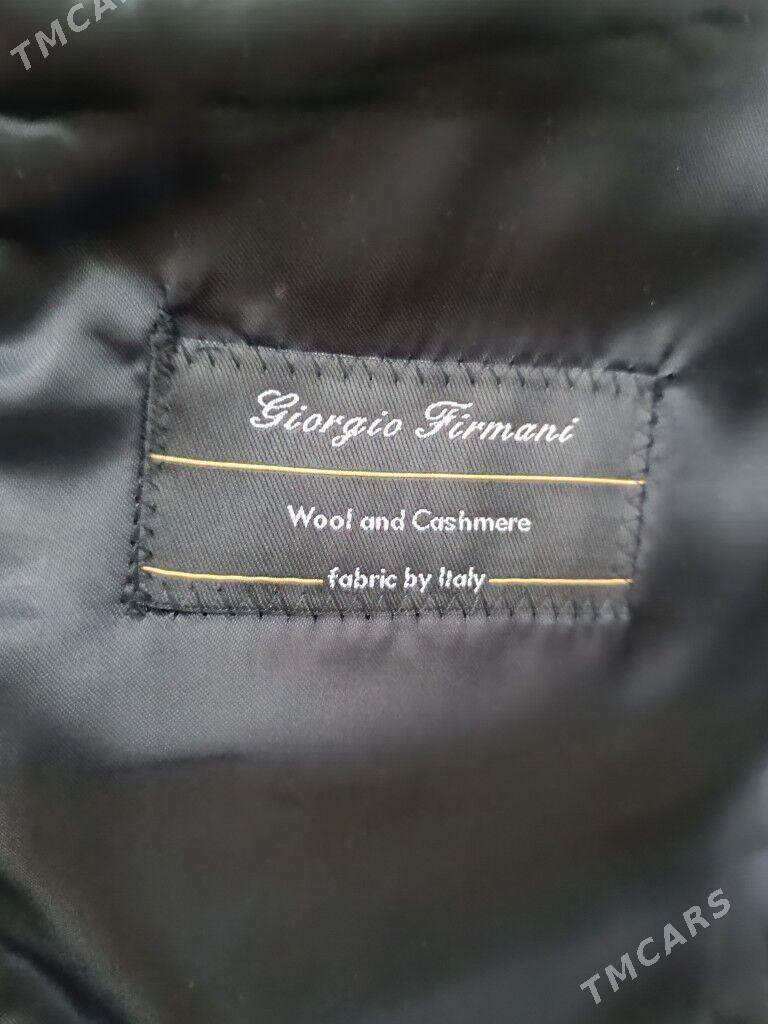 TMCARS
Giorgio Firmani
Wool and Cashmere
fabric by Italy
TMCARS